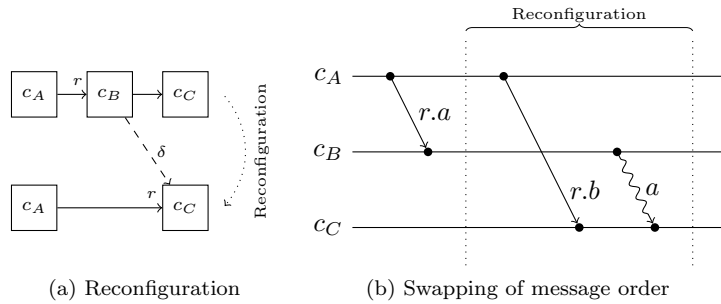 r
c_A
c_B
c_C
δ
r
c_A
c_C
Reconfiguration
(a) Reconfiguration
Reconfiguration
c_A
r.a
c_B
r.b
a
c_C
(b) Swapping of message order